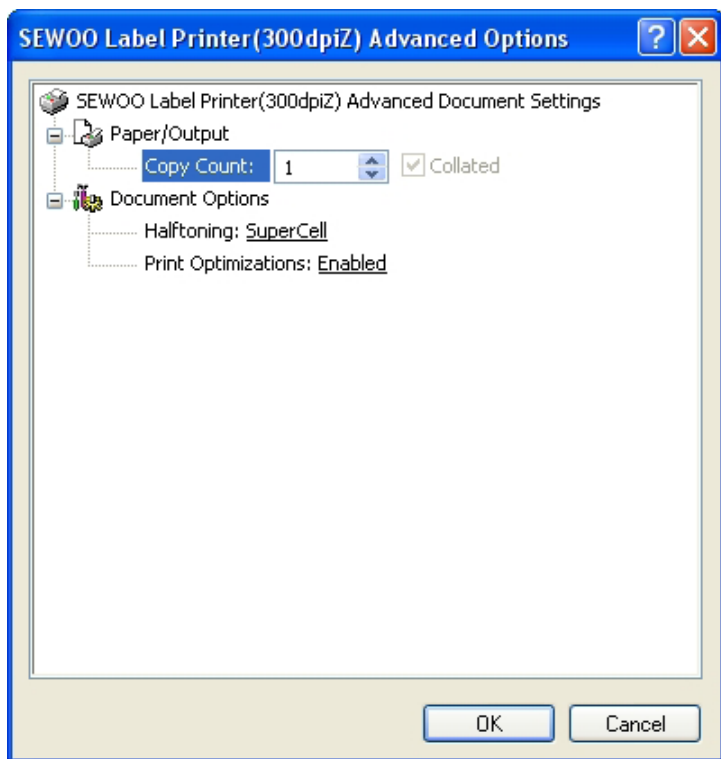 SEWOO Label Printer(300dpiZ) Advanced Options
SEWOO Label Printer(300dpiZ) Advanced Document Settings
Paper/Output
Copy Count: 1 Collated
Document Options
Halftoning: SuperCell
Print Optimizations: Enabled
OK Cancel